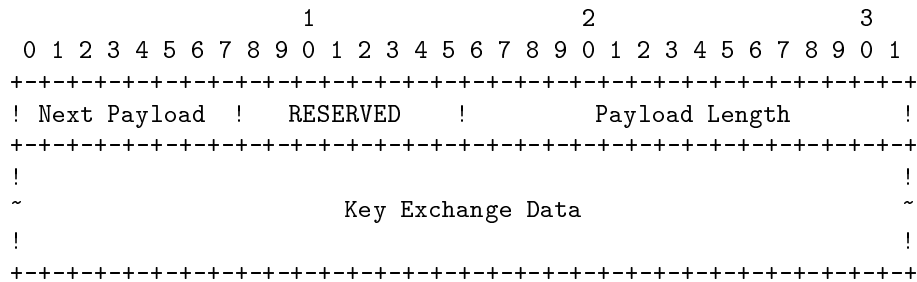 1                   2                   3
 0 1 2 3 4 5 6 7 8 9 0 1 2 3 4 5 6 7 8 9 0 1 2 3 4 5 6 7 8 9 0 1
+-+-+-+-+-+-+-+-+-+-+-+-+-+-+-+-+-+-+-+-+-+-+-+-+-+-+-+-+-+-+-+-+
! Next Payload  !   RESERVED    !         Payload Length        !
+-+-+-+-+-+-+-+-+-+-+-+-+-+-+-+-+-+-+-+-+-+-+-+-+-+-+-+-+-+-+-+-+
!                                                               !
~                       Key Exchange Data                       ~
!                                                               !
+-+-+-+-+-+-+-+-+-+-+-+-+-+-+-+-+-+-+-+-+-+-+-+-+-+-+-+-+-+-+-+-+